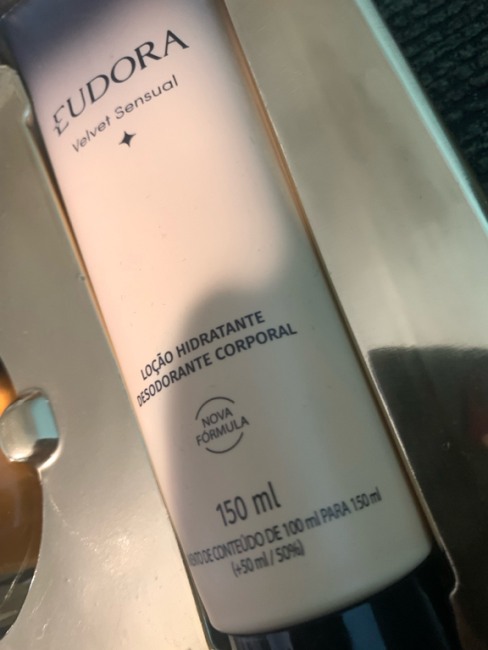 EUDORA
Velvet Sensual
LOÇÃO HIDRATANTE
DESODORANTE CORPORAL
NOVA
FÓRMULA
150 ml
DE CONTEÚDO DE 100 ml PARA 150 ml
(+50 ml / 50%)